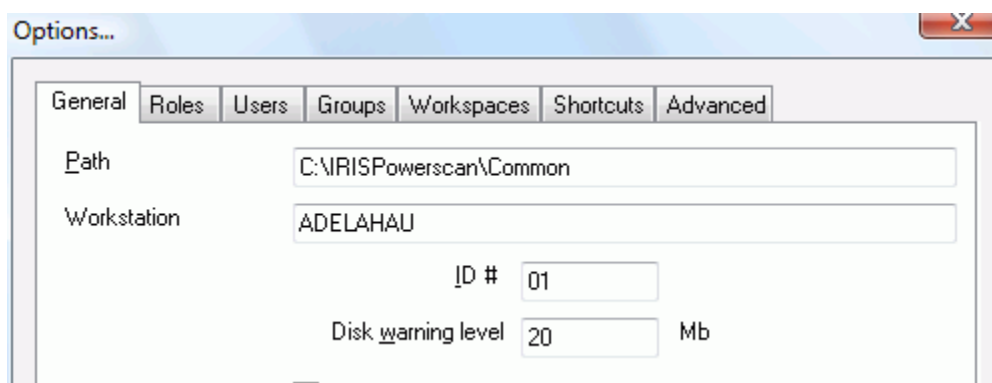 Options...
General Roles Users Groups Workspaces Shortcuts Advanced
Path C:\IRISPowerscan\Common
Workstation ADELAHAU
ID # 01
Disk warning level 20 Mb